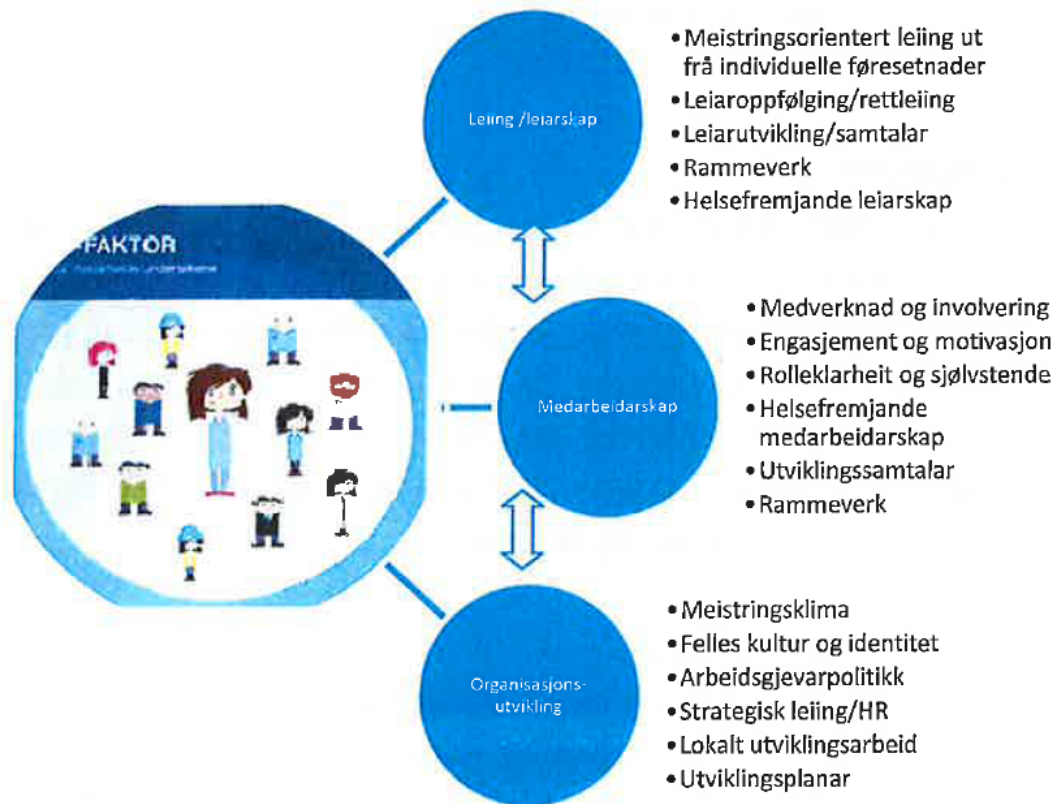 Leiing /leiarskap
• Meistringsorientert leiing ut
frå individuelle føresetnader
• Leiaroppfølging/rettleiing
• Leiarutvikling/samtalar
• Rammeverk
• Helsefremjande leiarskap
-FAKTOR
Medarbeidarskap
• Medverknad og involvering
• Engasjement og motivasjon
• Rolleklarheit og sjølvstende
• Helsefremjande
medarbeidarskap
• Utviklingssamtalar
• Rammeverk
Organisasjons-
utvikling
• Meistringsklima
• Felles kultur og identitet
• Arbeidsgjevarpolitikk
• Strategisk leiing/HR
• Lokalt utviklingsarbeid
• Utviklingsplanar